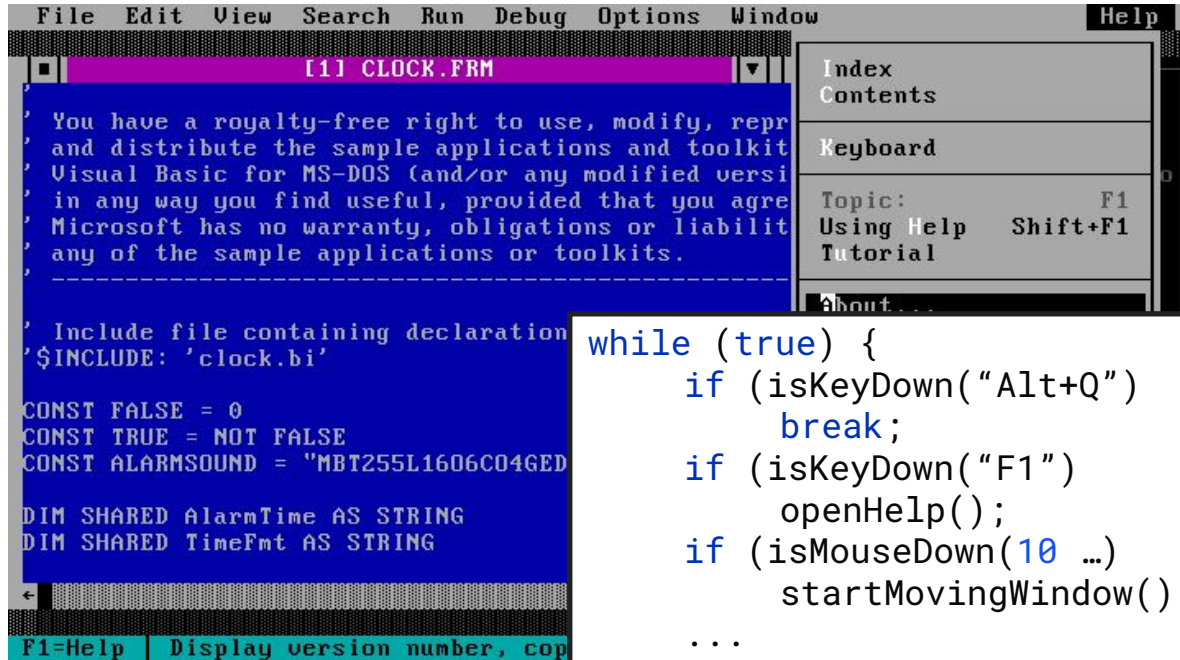 File Edit View Search Run Debug Options Window Help
[1] CLOCK.FRM
'
' You have a royalty-free right to use, modify, repr
' and distribute the sample applications and toolkit
' Visual Basic for MS-DOS (and/or any modified versi
' in any way you find useful, provided that you agre
' Microsoft has no warranty, obligations or liabilit
' any of the sample applications or toolkits.
' --------------------------------------------------
' Include file containing declaration
'$INCLUDE: 'clock.bi'
CONST FALSE = 0
CONST TRUE = NOT FALSE
CONST ALARMSOUND = "MBT255L16O6C04GED
DIM SHARED AlarmTime AS STRING
DIM SHARED TimeFmt AS STRING
F1=Help | Display version number, cop
Index
Contents
Keyboard
Topic: F1
Using Help Shift+F1
Tutorial
About...
while (true) {
if (isKeyDown(“Alt+Q”)
break;
if (isKeyDown(“F1”)
openHelp();
if (isMouseDown(10 …)
startMovingWindow()
...